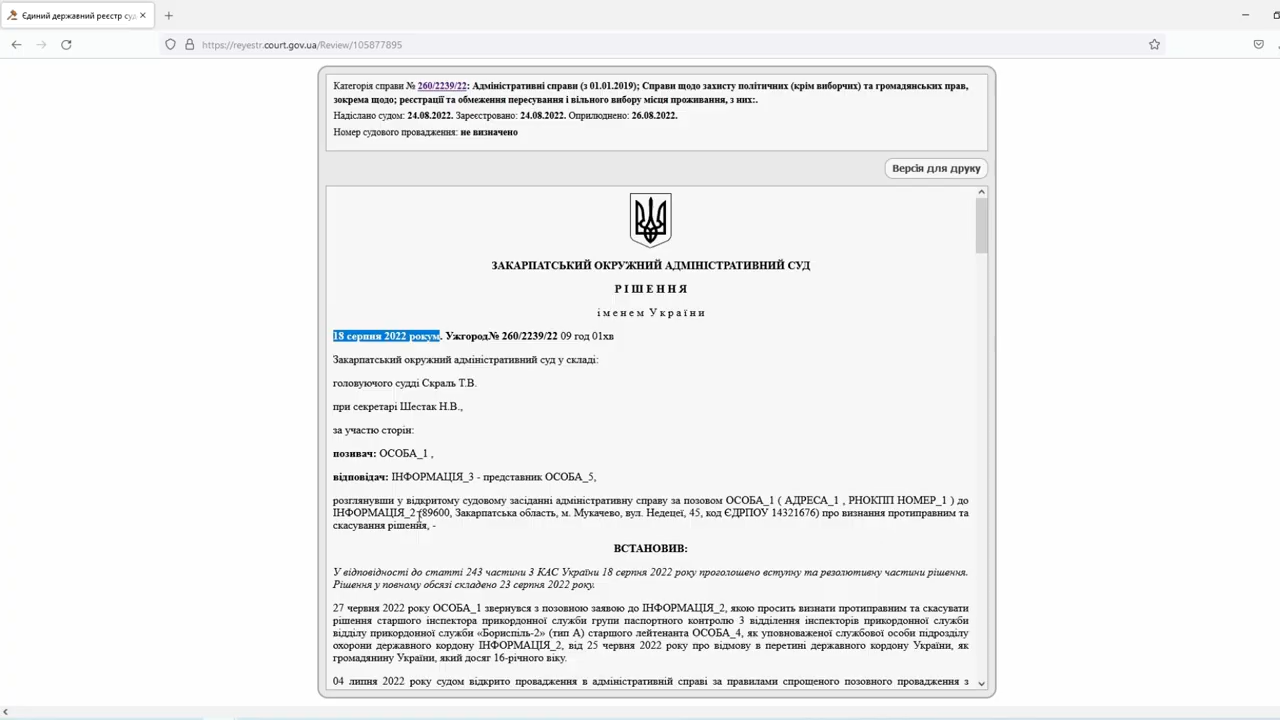 Єдиний державний реєстр суд
https://reyestr.court.gov.ua/Review/105877895
Категорія справи № 260/2239/22: Адміністративні справи (з 01.01.2019); Справи щодо захисту політичних (крім виборчих) та громадянських прав,
зокрема щодо; реєстрації та обмеження пересування і вільного вибору місця проживання, з них:.
Надіслано судом: 24.08.2022. Зареєстровано: 24.08.2022. Оприлюднено: 26.08.2022.
Номер судового провадження: не визначено
Версія для друку
ЗАКАРПАТСЬКИЙ ОКРУЖНИЙ АДМІНІСТРАТИВНИЙ СУД
Р І Ш Е Н Н Я
і м е н е м У к р а ї н и
18 серпня 2022 рокум. Ужгород№ 260/2239/22 09 год 01хв
Закарпатський окружний адміністративний суд у складі:
головуючого судді Скраль Т.В.
при секретарі Шестак Н.В.,
за участю сторін:
позивач: ОСОБА_1 ,
відповідач: ІНФОРМАЦІЯ_3 - представник ОСОБА_5,
розглянувши у відкритому судовому засіданні адміністративну справу за позовом ОСОБА_1 ( АДРЕСА_1 , РНОКПП НОМЕР_1 ) до
ІНФОРМАЦІЯ_2 (89600, Закарпатська область, м. Мукачево, вул. Недецеї, 45, код ЄДРПОУ 14321676) про визнання протиправним та
скасування рішення, -
ВСТАНОВИВ:
У відповідності до статті 243 частини 3 КАС України 18 серпня 2022 року проголошено вступну та резолютивну частини рішення.
Рішення у повному обсязі складено 23 серпня 2022 року.
27 червня 2022 року ОСОБА_1 звернувся з позовною заявою до ІНФОРМАЦІЯ_2, якою просить визнати протиправним та скасувати
рішення старшого інспектора прикордонної служби групи паспортного контролю 3 відділення інспекторів прикордонної служби
відділу прикордонної служби «Бориспіль-2» (тип А) старшого лейтенанта ОСОБА_4, як уповноваженої службової особи підрозділу
охорони державного кордону ІНФОРМАЦІЯ_2, від 25 червня 2022 року про відмову в перетині державного кордону України, як
громадянину України, який досяг 16-річного віку.
04 липня 2022 року судом відкрито провадження в адміністративній справі за правилами спрощеного позовного провадження з